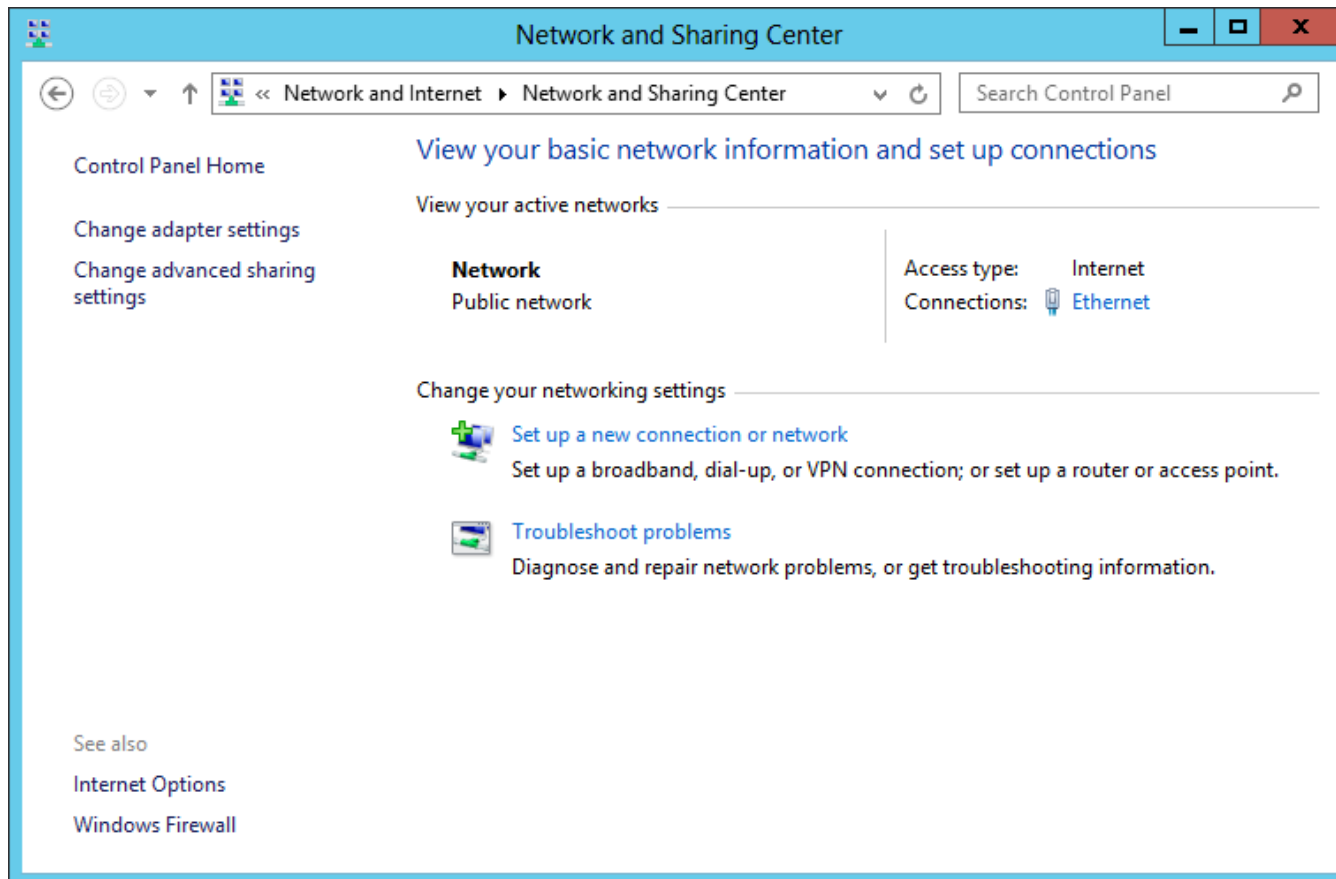 Network and Sharing Center
« Network and Internet ▸ Network and Sharing Center
Search Control Panel
Control Panel Home
Change adapter settings
Change advanced sharing
settings
View your basic network information and set up connections
View your active networks
Network
Public network
Access type: Internet
Connections: Ethernet
Change your networking settings
Set up a new connection or network
Set up a broadband, dial-up, or VPN connection; or set up a router or access point.
Troubleshoot problems
Diagnose and repair network problems, or get troubleshooting information.
See also
Internet Options
Windows Firewall